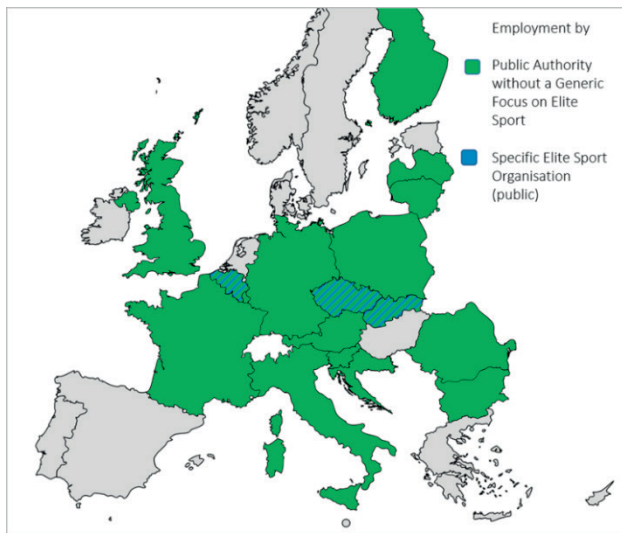 Employment by
Public Authority
without a Generic
Focus on Elite
Sport
Specific Elite Sport
Organisation
(public)